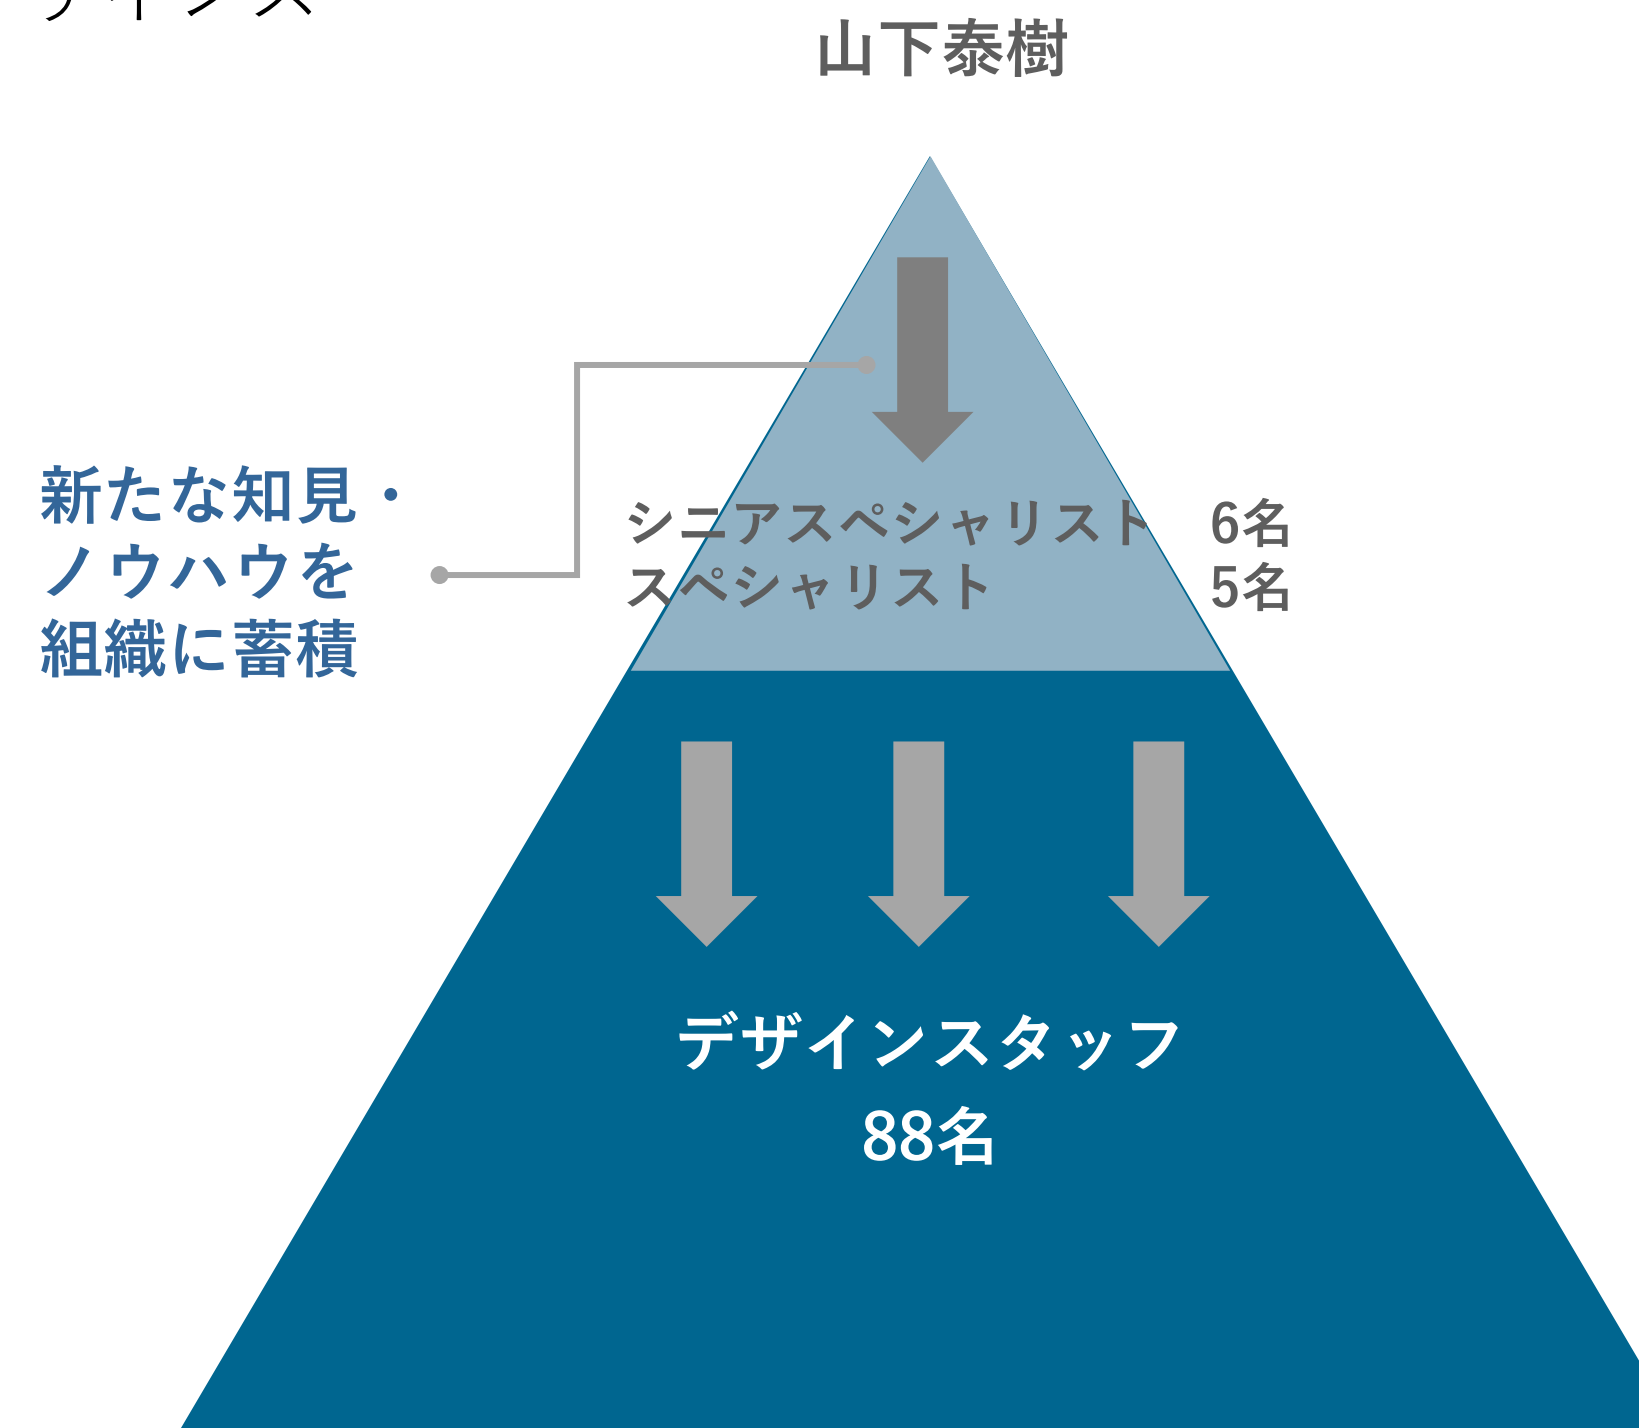 山下泰樹
新たな知見・
ノウハウを
組織に蓄積
シニアスペシャリスト 6名
スペシャリスト 5名
デザインスタッフ
88名